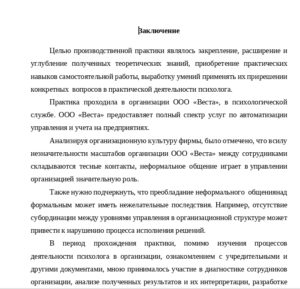 Заключение
Целью производственной практики являлось закрепление, расширение и
углубление полученных теоретических знаний, приобретение практических
навыков самостоятельной работы, выработку умений применять их прирешении
конкретных вопросов в практической деятельности психолога.
Практика проходила в организации ООО «Веста», в психологической
службе. ООО «Веста» предоставляет полный спектр услуг по автоматизации
управления и учета на предприятиях.
Анализируя организационную культуру фирмы, было отмечено, что всилу
незначительности масштабов организации ООО «Веста» между сотрудниками
складываются тесные контакты, неформальное общение играет в управлении
организацией значительную роль.
Также нужно подчеркнуть, что преобладание неформального общениянад
формальным может иметь нежелательные последствия. Например, отсутствие
субординации между уровнями управления в организационной структуре может
привести к нарушению процесса исполнения решений.
В период прохождения практики, помимо изучения процессов
деятельности психолога в организации, ознакомлением с учредительными и
другими документами, мною принималось участие в диагностике сотрудников
организации, анализе полученных результатов и их интерпретации, разработке